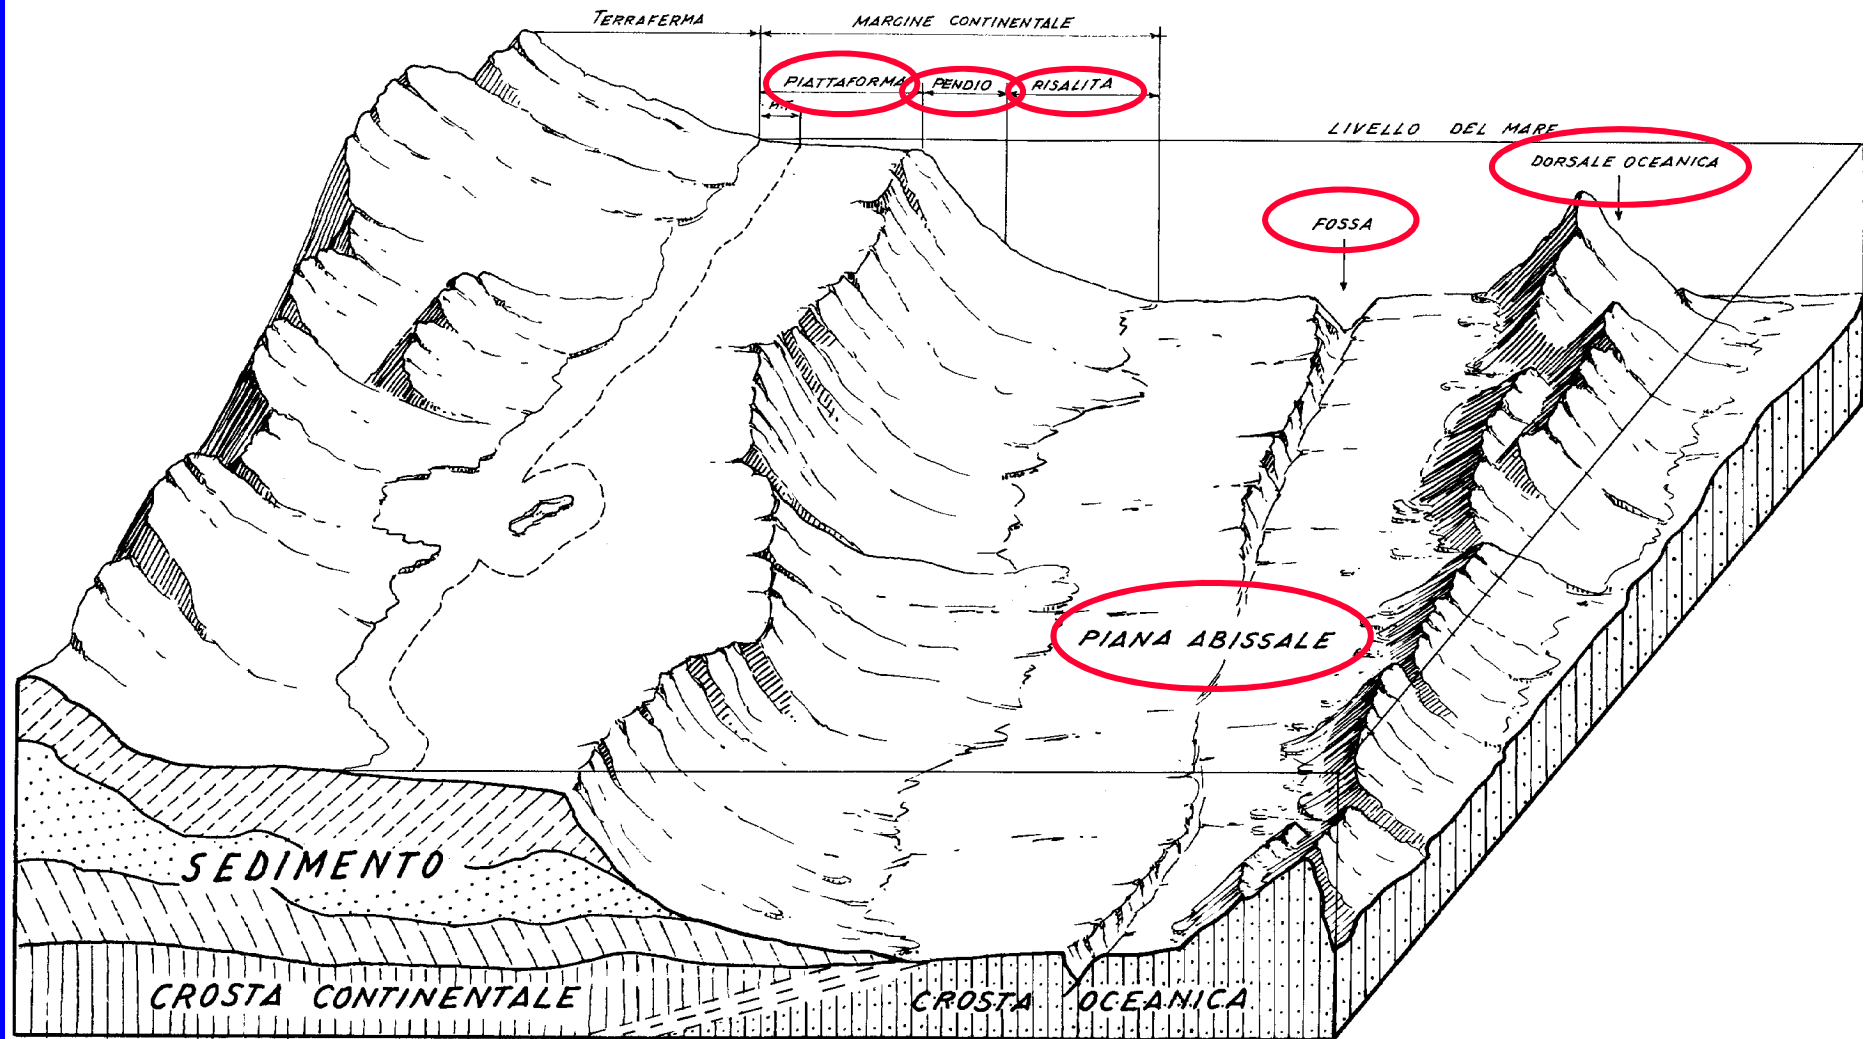 TERRAFERMA
MARGINE CONTINENTALE
PIATTAFORMA
PENDIO
RISALITA
LIVELLO DEL MARE
DORSALE OCEANICA
FOSSA
PIANA ABISSALE
SEDIMENTO
CROSTA CONTINENTALE
CROSTA OCEANICA